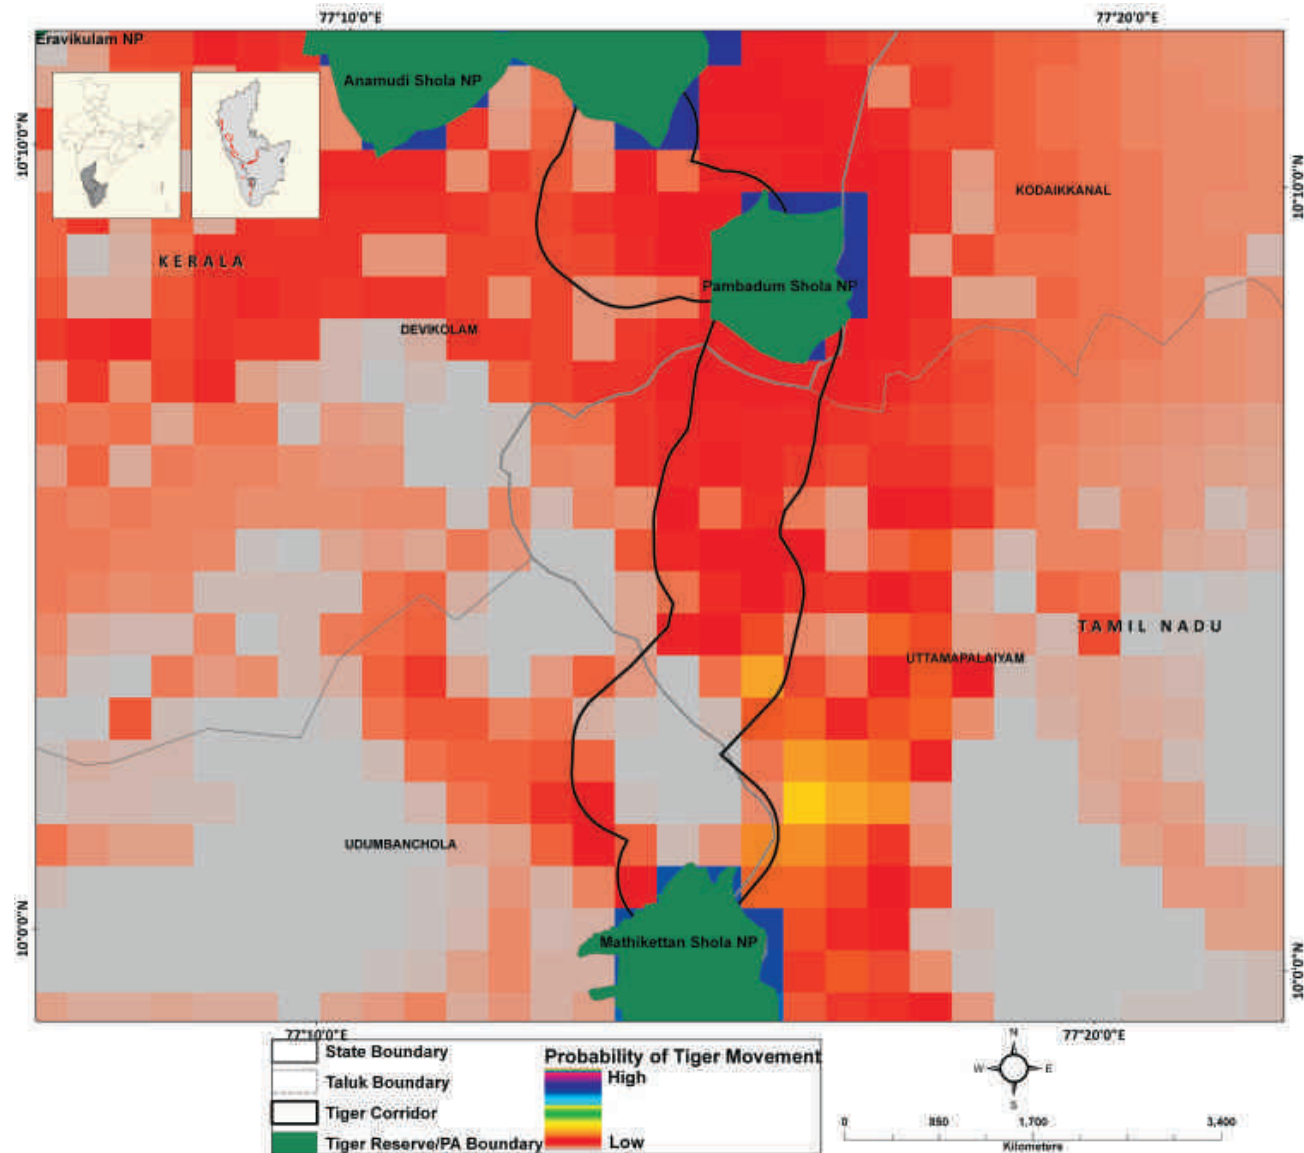 77°10'0"E
77°20'0"E
Eravikulam NP
Anamudi Shola NP
10°10'0"N
10°10'0"N
KODAIKKANAL
KERALA
Pambadum Shola NP
DEVIKOLAM
TAMIL NADU
UTTAMAPALAIYAM
UDUMBANCHOLA
Mathikettan Shola NP
10°0'0"N
10°0'0"N
77°10'0"E
77°20'0"E
State Boundary
Taluk Boundary
Tiger Corridor
Tiger Reserve/PA Boundary
Probability of Tiger Movement
High
Low
N
W
E
S
0
850
1,700
3,400
Kilometers